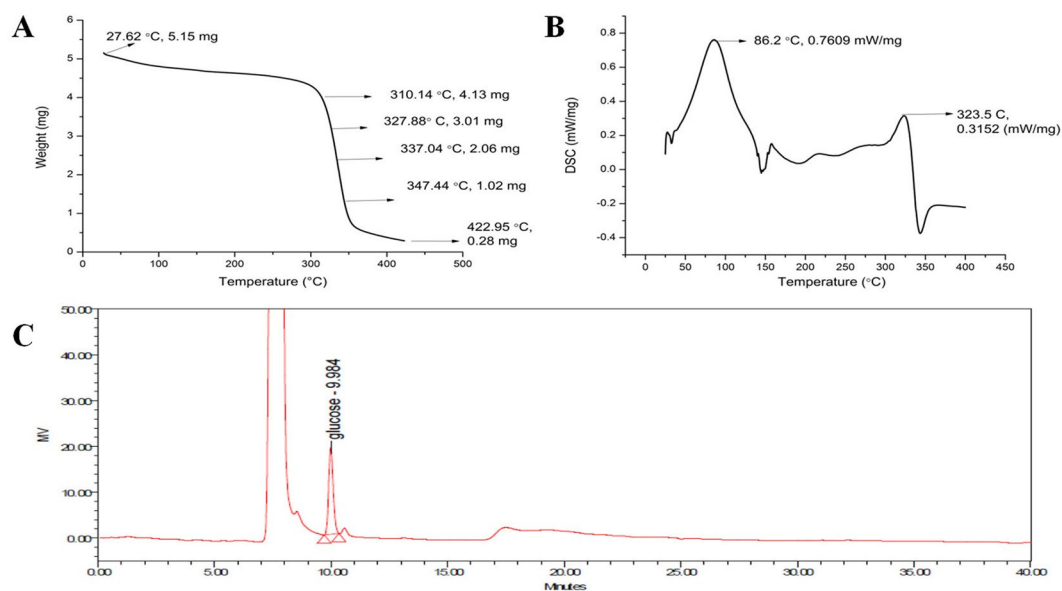 A
27.62 °C, 5.15 mg
310.14 °C, 4.13 mg
327.88° C, 3.01 mg
337.04 °C, 2.06 mg
347.44 °C, 1.02 mg
422.95 °C,
0.28 mg
Weight (mg)
6
5
4
3
2
1
0
0
100
200
300
400
500
Temperature (°C)
B
86.2 °C, 0.7609 mW/mg
323.5 C,
0.3152 (mW/mg)
DSC (mW/mg)
0.8
0.6
0.4
0.2
0.0
-0.2
-0.4
0
50
100
150
200
250
300
350
400
450
Temperature (°C)
C
glucose - 9.984
MV
50.00
40.00
30.00
20.00
10.00
0.00
0.00
5.00
10.00
15.00
20.00
25.00
30.00
35.00
40.00
Minutes